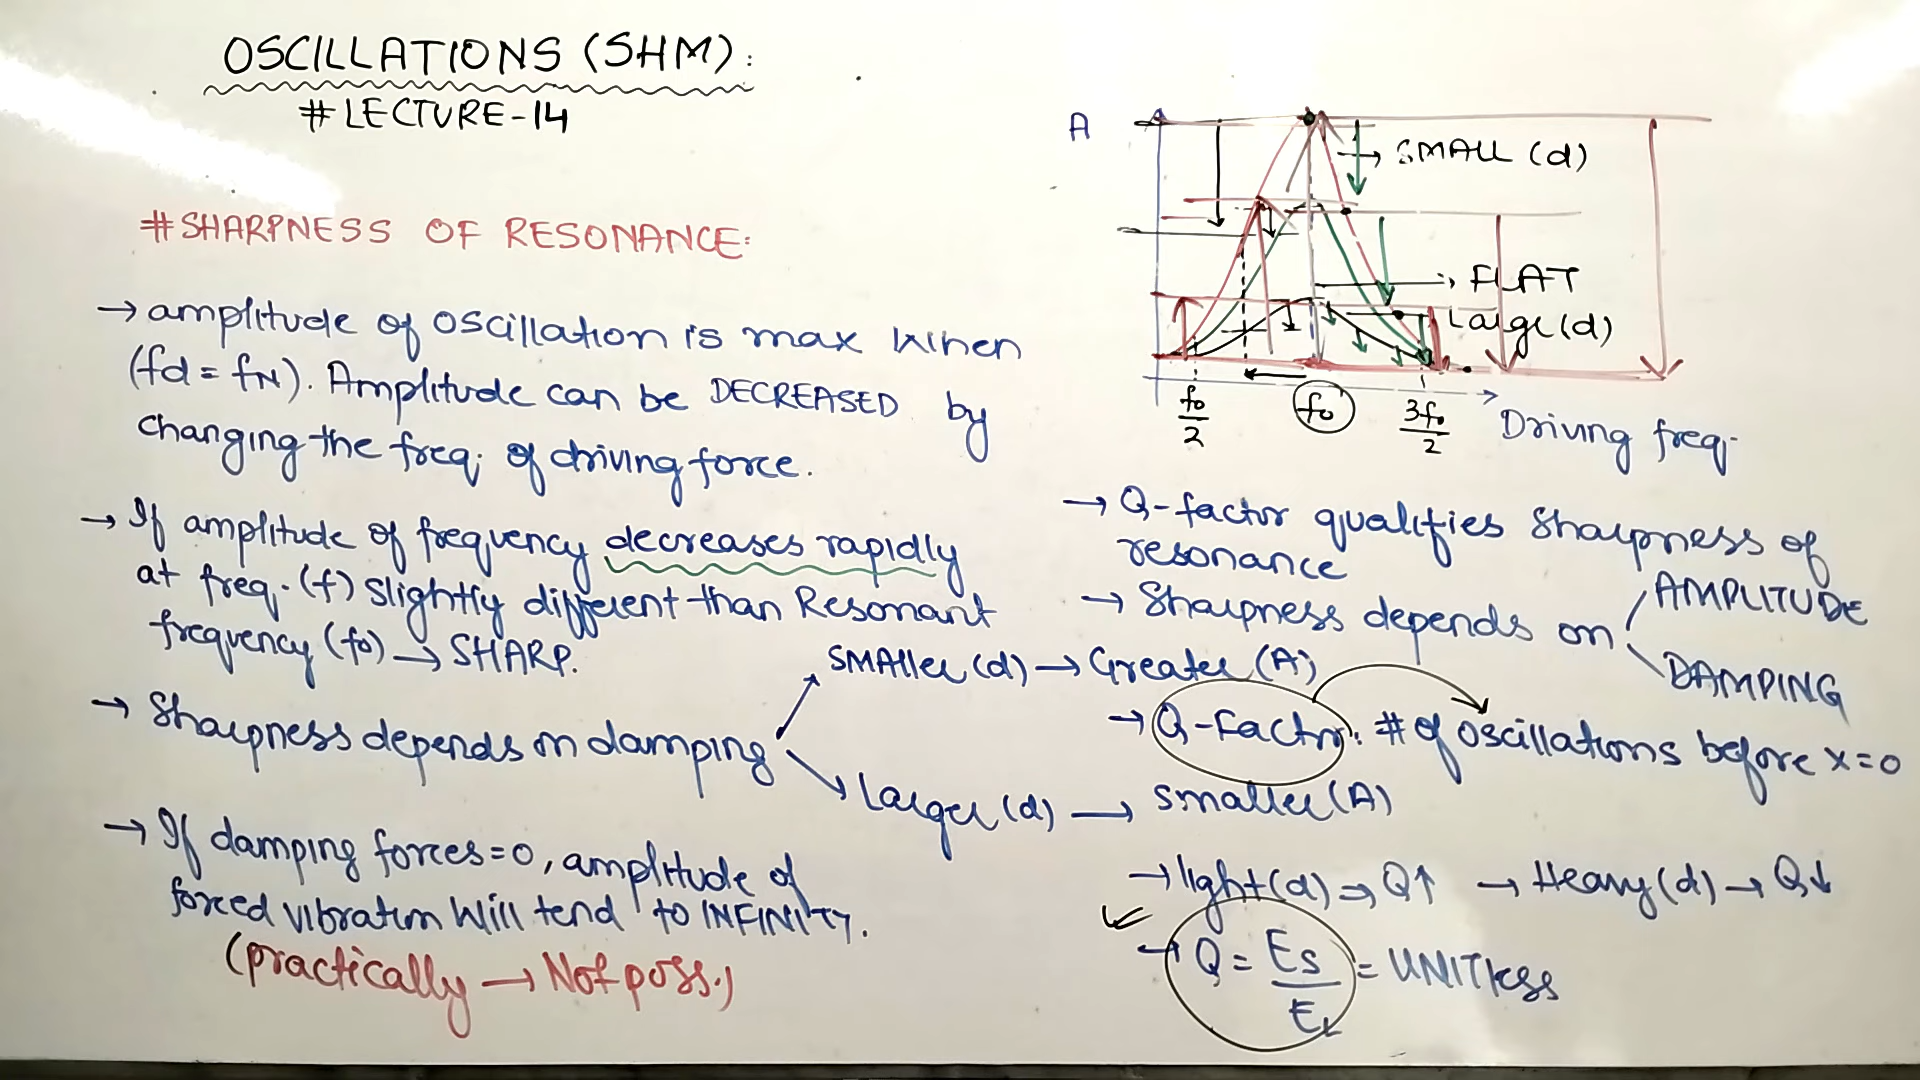 OSCILLATIONS (SHM):
#LECTURE-14
#SHARPNESS OF RESONANCE:
→ amplitude of oscillation is max when
(fd = fN). Amplitude can be DECREASED by
changing the freq. of driving force.
→ If amplitude of frequency decreases rapidly
at freq. (f) slightly different than Resonant
frequency (f0) → SHARP.
→ Sharpness depends on damping
SMAller (d) → Greater (A)
Larger (d) → smaller (A)
→ If damping forces=0, amplitude of
forced vibration will tend to INFINITY.
(practically → Not poss.)
A
→ SMALL (d)
→ FLAT
Large (d)
f0/2
f0
3f0/2
Driving freq.
→ Q-factor qualifies Sharpness of
resonance
→ Sharpness depends on
AMPLITUDE
DAMPING
→ Q-Factor: # of oscillations before x=0
→ light (d) → Q↑ → Heavy (d) → Q↓
→ Q = Es/EL = UNITless